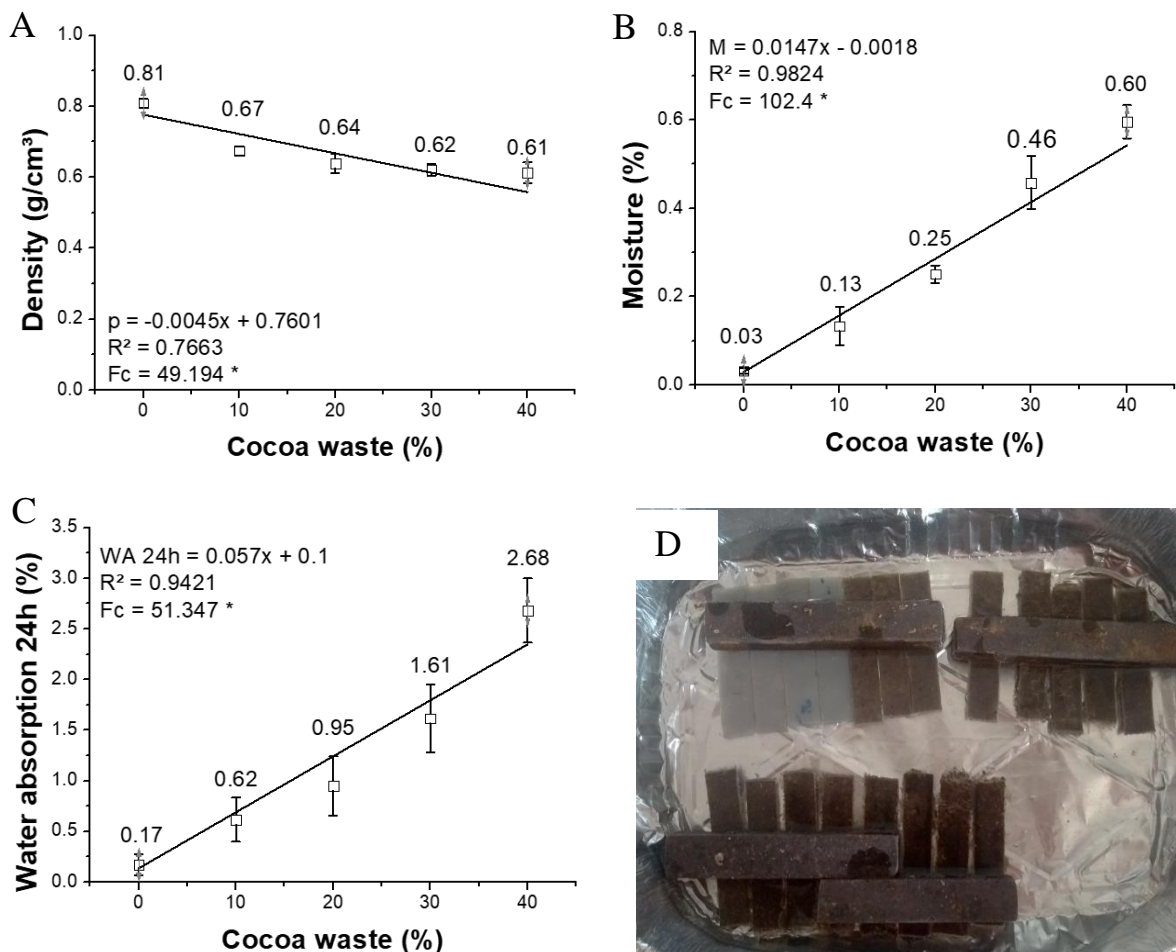 A
Density (g/cm³)
1.0
0.8
0.6
0.4
0.2
0.0
0.81
0.67
0.64
0.62
0.61
p = -0.0045x + 0.7601
R² = 0.7663
Fc = 49.194 *
0 10 20 30 40
Cocoa waste (%)
B
Moisture (%)
0.8
0.6
0.4
0.2
0.0
M = 0.0147x - 0.0018
R² = 0.9824
Fc = 102.4 *
0.03
0.13
0.25
0.46
0.60
0 10 20 30 40
Cocoa waste (%)
C
Water absorption 24h (%)
3.5
3.0
2.5
2.0
1.5
1.0
0.5
0.0
WA 24h = 0.057x + 0.1
R² = 0.9421
Fc = 51.347 *
0.17
0.62
0.95
1.61
2.68
0 10 20 30 40
Cocoa waste (%)
D